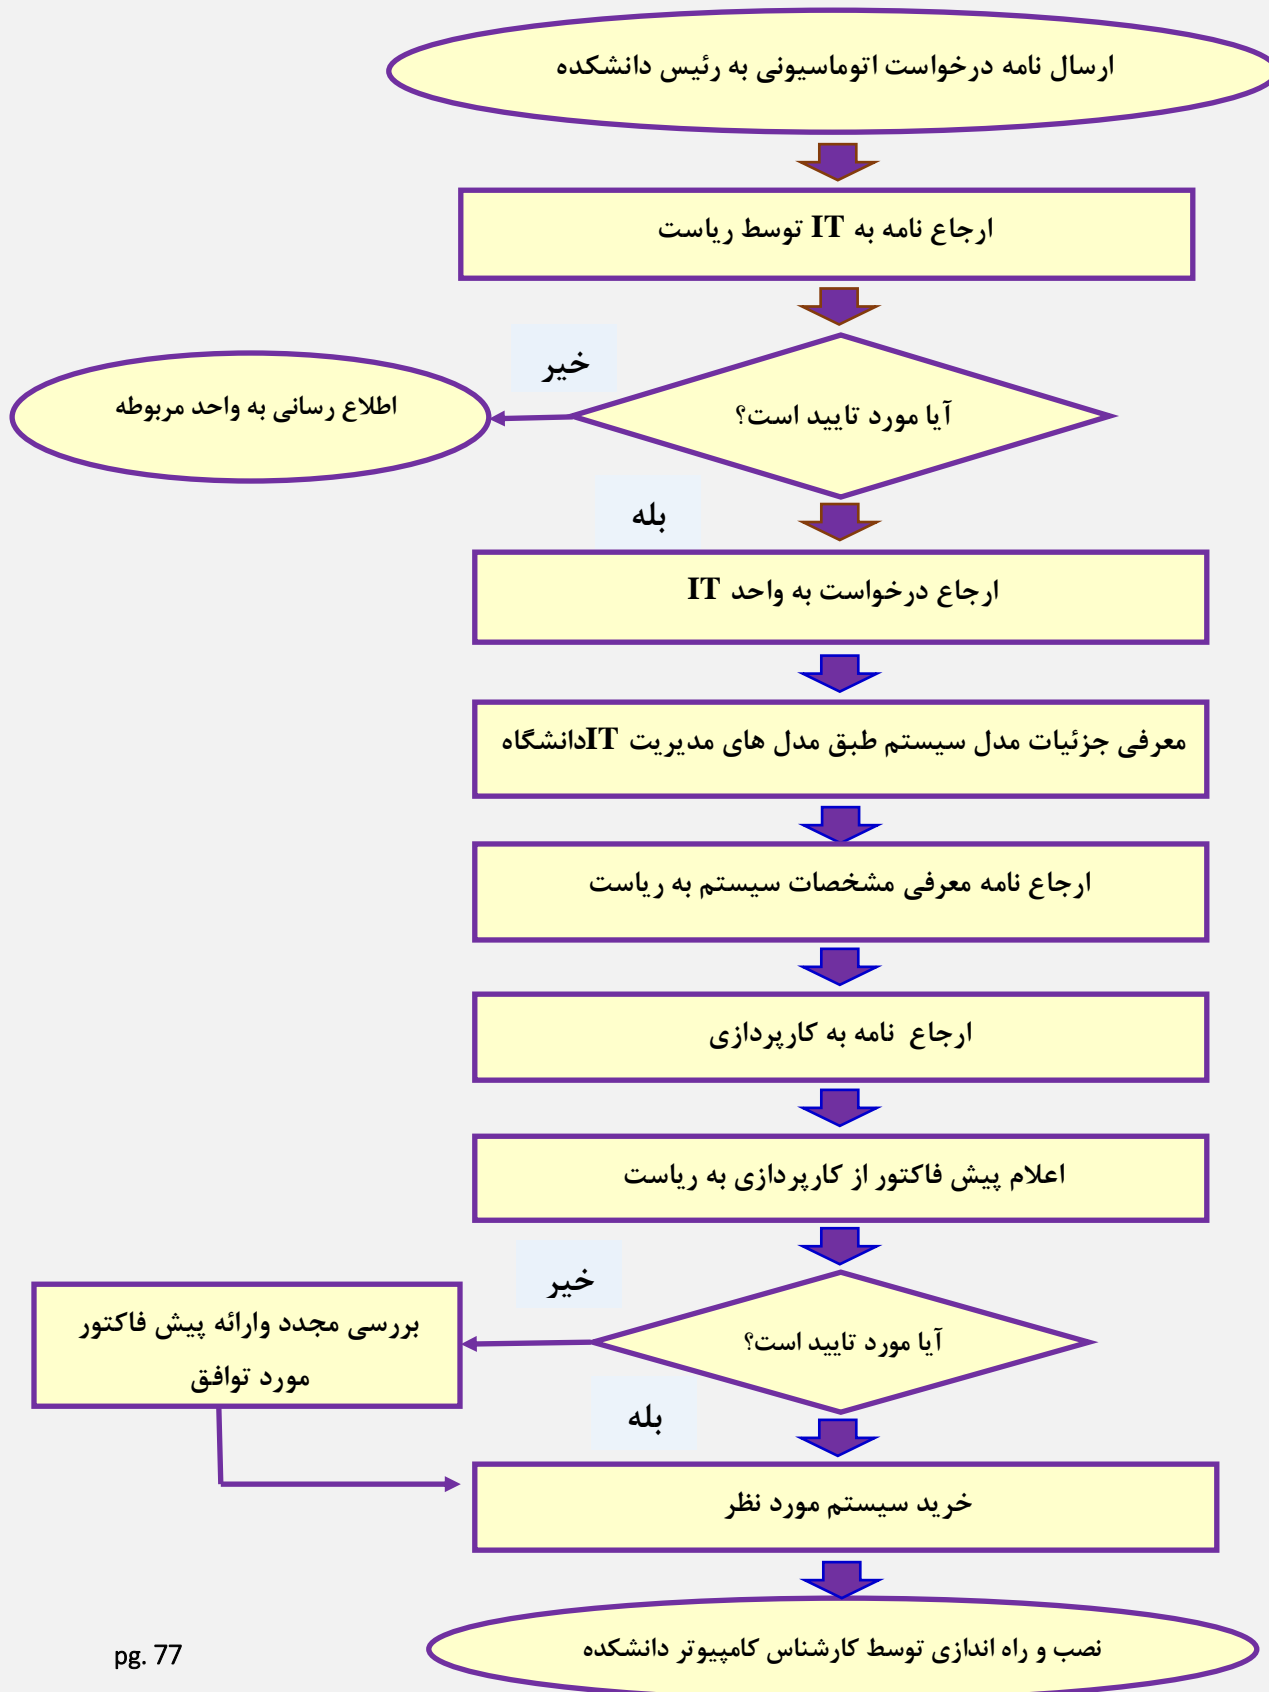 ارسال نامه درخواست اتوماسیونی به رئیس دانشکده
ارجاع نامه به IT توسط ریاست
خیر
آیا مورد تایید است؟
اطلاع رسانی به واحد مربوطه
بله
ارجاع درخواست به واحد IT
معرفی جزئیات مدل سیستم طبق مدل های مدیریت ITدانشگاه
ارجاع نامه معرفی مشخصات سیستم به ریاست
ارجاع نامه به کارپردازی
اعلام پیش فاکتور از کارپردازی به ریاست
خیر
آیا مورد تایید است؟
بررسی مجدد وارائه پیش فاکتور
مورد توافق
بله
خرید سیستم مورد نظر
نصب و راه اندازی توسط کارشناس کامپیوتر دانشکده
pg. 77